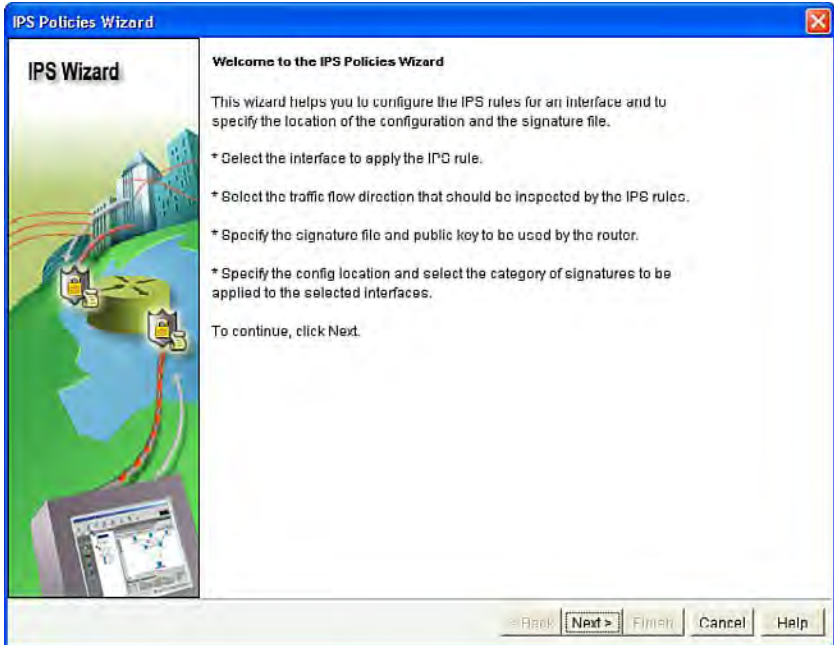 IPS Policies Wizard
IPS Wizard
Welcome to the IPS Policies Wizard
This wizard helps you to configure the IPS rules for an interface and to
specify the location of the configuration and the signature file.
* Select the interface to apply the IPS rule.
* Select the traffic flow direction that should be inspected by the IPS rules.
* Specify the signature file and public key to be used by the router.
* Specify the config location and select the category of signatures to be
applied to the selected interfaces.
To continue, click Next.
< Back Next > Finish Cancel Help